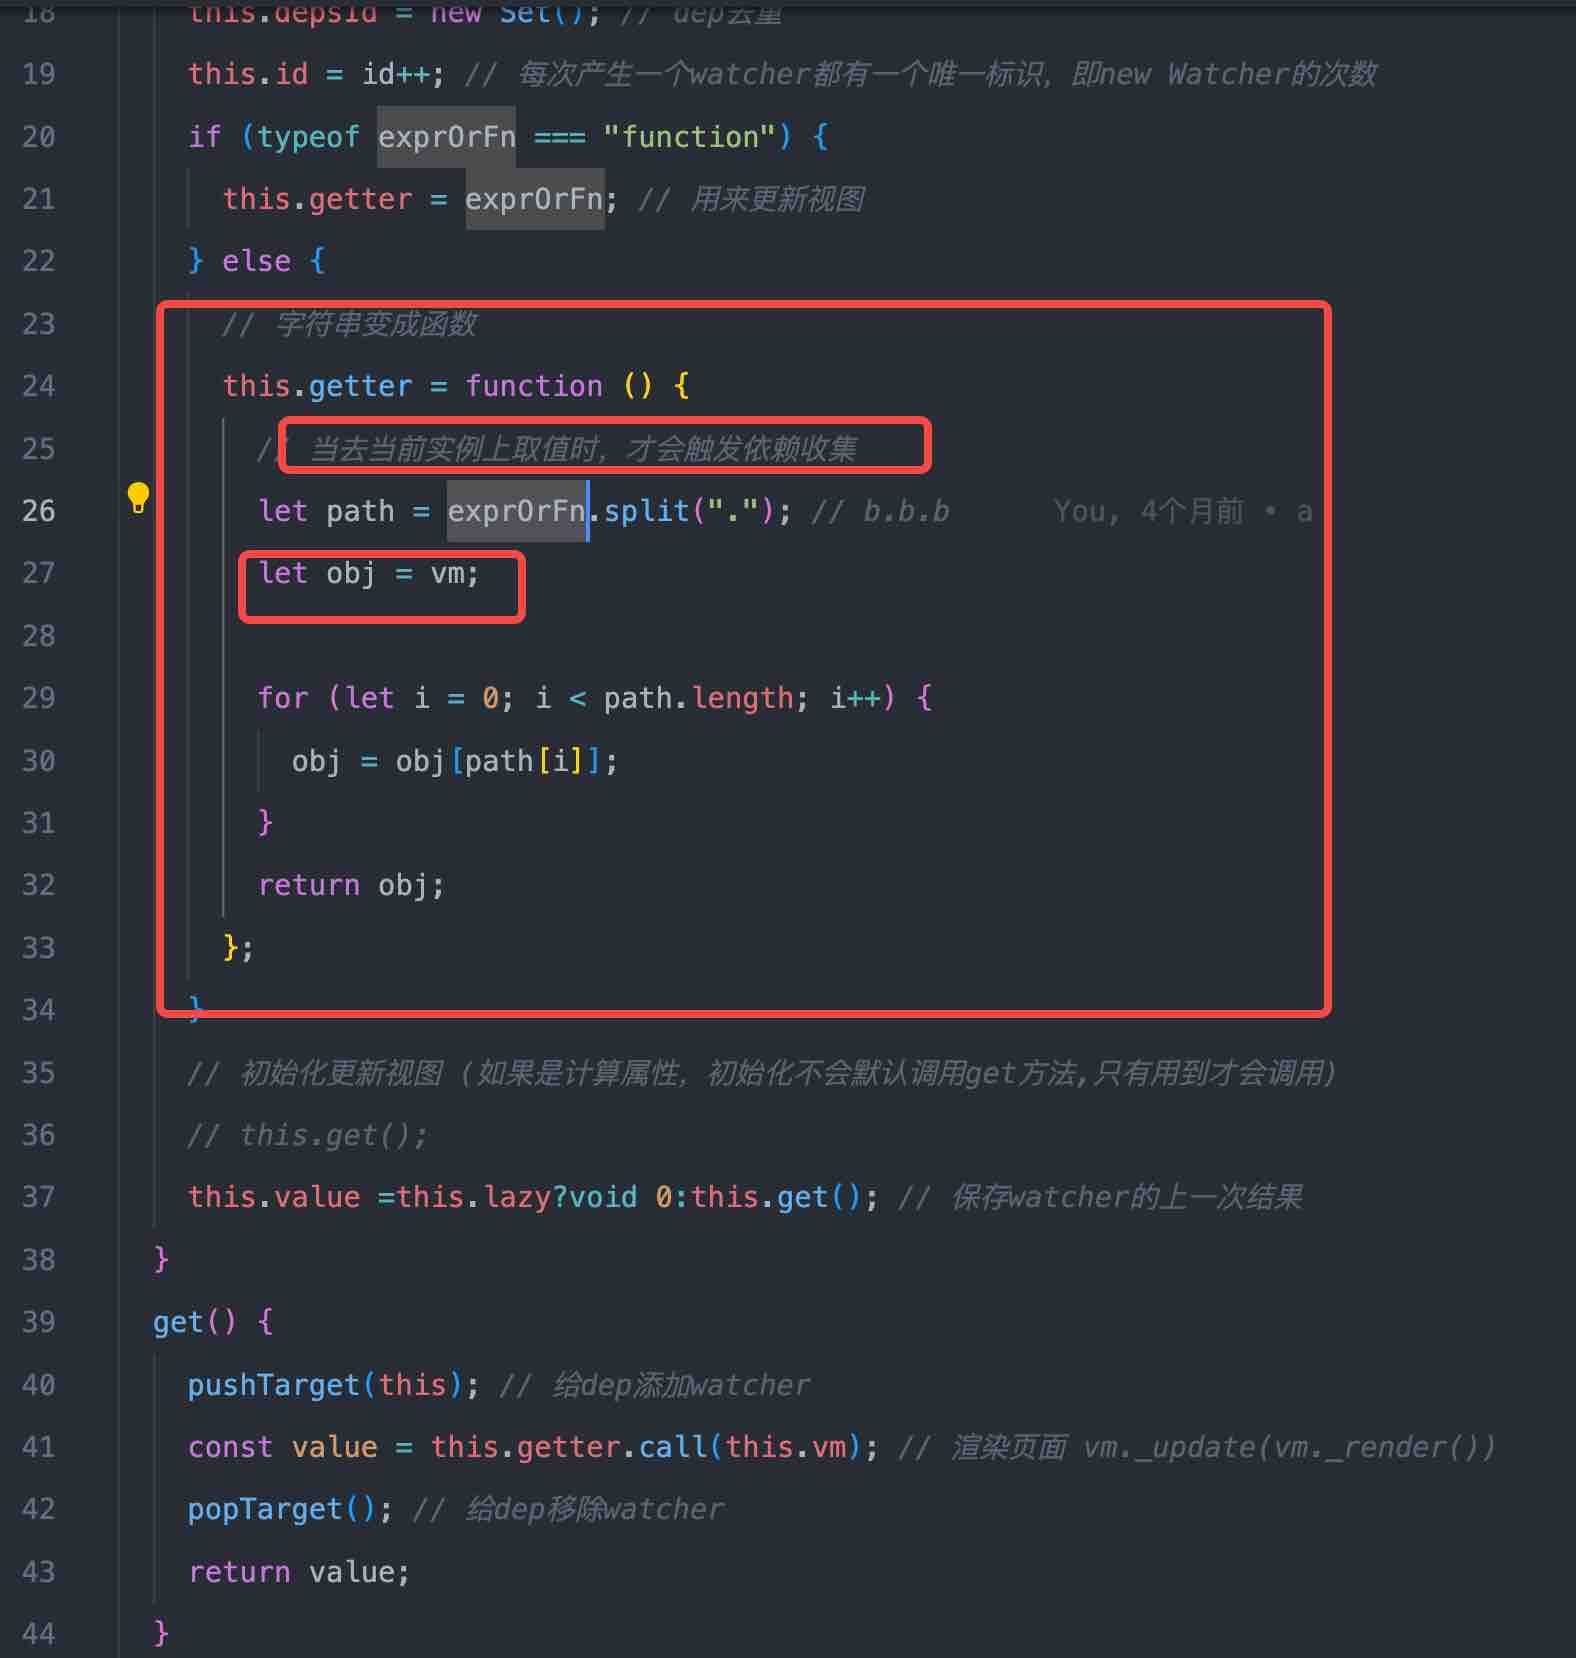 18 this.depsId = new Set(); // dep去重
19 this.id = id++; // 每次产生一个watcher都有一个唯一标识，即new Watcher的次数
20 if (typeof exprOrFn === "function") {
21 this.getter = exprOrFn; // 用来更新视图
22 } else {
23 // 字符串变成函数
24 this.getter = function () {
25 // 当去当前实例上取值时，才会触发依赖收集
26 let path = exprOrFn.split("."); // b.b.b You, 4个月前 • a
27 let obj = vm;
28
29 for (let i = 0; i < path.length; i++) {
30 obj = obj[path[i]];
31 }
32 return obj;
33 };
34 }
35 // 初始化更新视图 (如果是计算属性，初始化不会默认调用get方法,只有用到才会调用)
36 // this.get();
37 this.value =this.lazy?void 0:this.get(); // 保存watcher的上一次结果
38 }
39 get() {
40 pushTarget(this); // 给dep添加watcher
41 const value = this.getter.call(this.vm); // 渲染页面 vm._update(vm._render())
42 popTarget(); // 给dep移除watcher
43 return value;
44 }